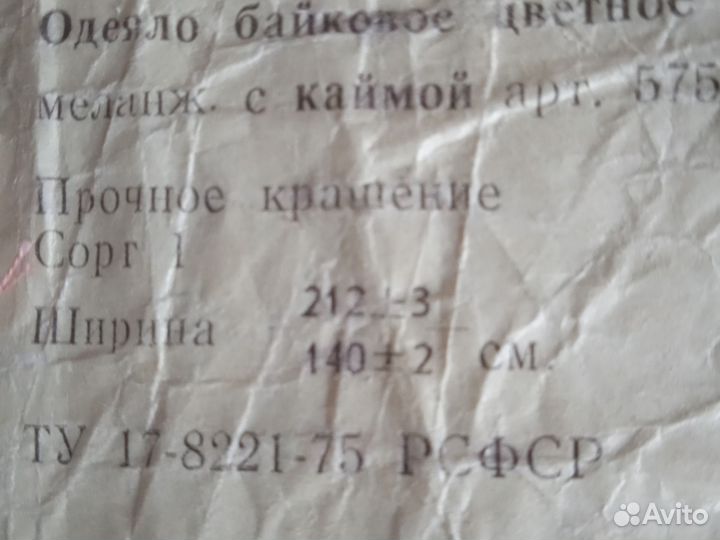 Одеяло байковое цветное
меланж. с каймой арт. 575
Прочное крашение
Сорт 1
Ширина 212±3
140±2 см.
ТУ 17-8221-75 РСФСР
Avito